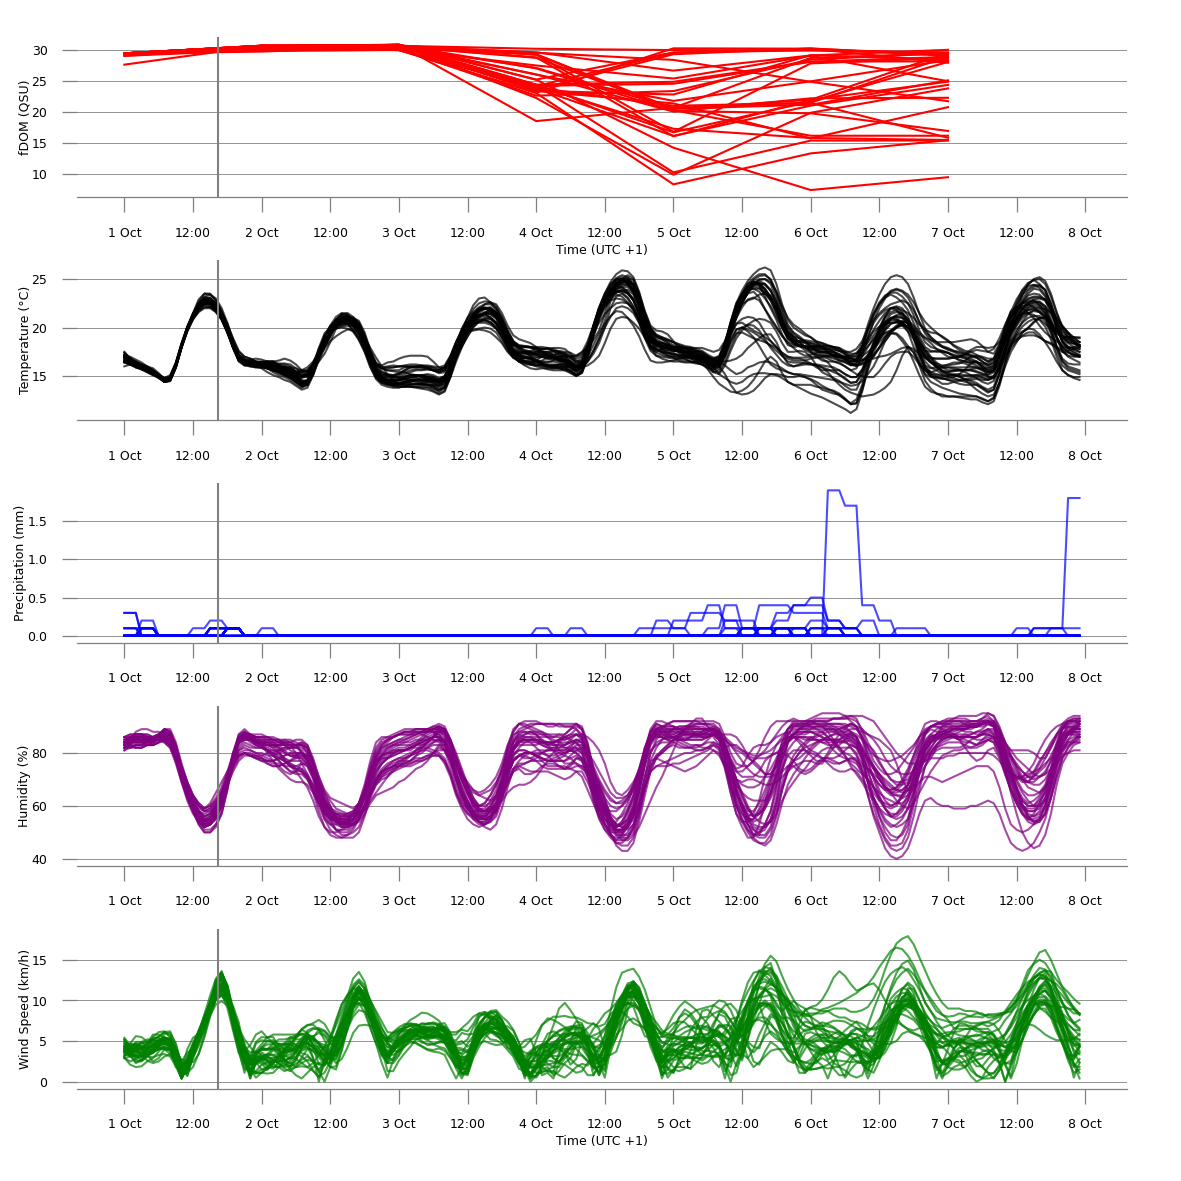 fDOM (QSU)
30
25
20
15
10
1 Oct 12:00 2 Oct 12:00 3 Oct 12:00 4 Oct 12:00 5 Oct 12:00 6 Oct 12:00 7 Oct 12:00 8 Oct
Time (UTC +1)
Temperature (°C)
25
20
15
1 Oct 12:00 2 Oct 12:00 3 Oct 12:00 4 Oct 12:00 5 Oct 12:00 6 Oct 12:00 7 Oct 12:00 8 Oct
Precipitation (mm)
1.5
1.0
0.5
0.0
1 Oct 12:00 2 Oct 12:00 3 Oct 12:00 4 Oct 12:00 5 Oct 12:00 6 Oct 12:00 7 Oct 12:00 8 Oct
Humidity (%)
80
60
40
1 Oct 12:00 2 Oct 12:00 3 Oct 12:00 4 Oct 12:00 5 Oct 12:00 6 Oct 12:00 7 Oct 12:00 8 Oct
Wind Speed (km/h)
15
10
5
0
1 Oct 12:00 2 Oct 12:00 3 Oct 12:00 4 Oct 12:00 5 Oct 12:00 6 Oct 12:00 7 Oct 12:00 8 Oct
Time (UTC +1)